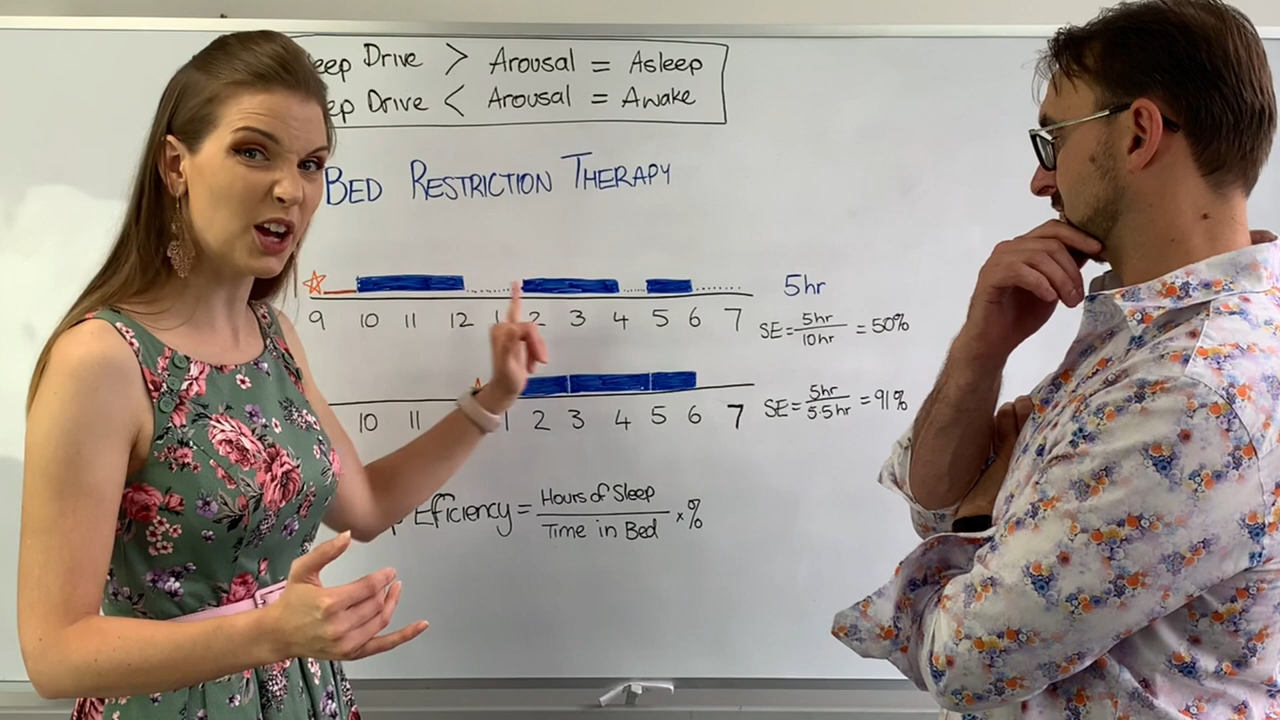 eep Drive > Arousal = Asleep
ep Drive < Arousal = Awake
BED RESTRICTION THERAPY
5hr
9 10 11 12 1 2 3 4 5 6 7
SE = 5hr / 10hr = 50%
10 11 1 2 3 4 5 6 7
SE = 5hr / 5.5hr = 91%
Efficiency = Hours of Sleep / Time in Bed x %